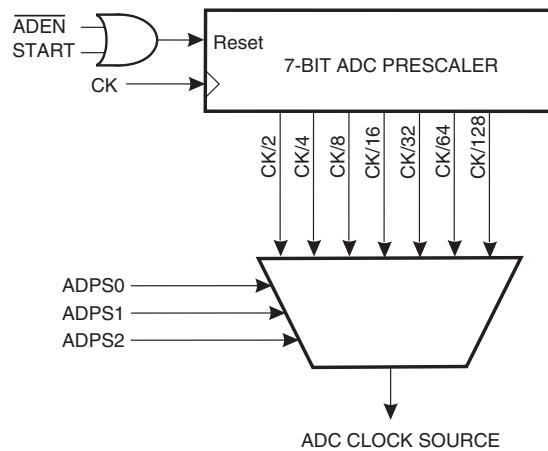 ADEN
START
Reset
7-BIT ADC PRESCALER
CK
CK/2
CK/4
CK/8
CK/16
CK/32
CK/64
CK/128
ADPS0
ADPS1
ADPS2
ADC CLOCK SOURCE